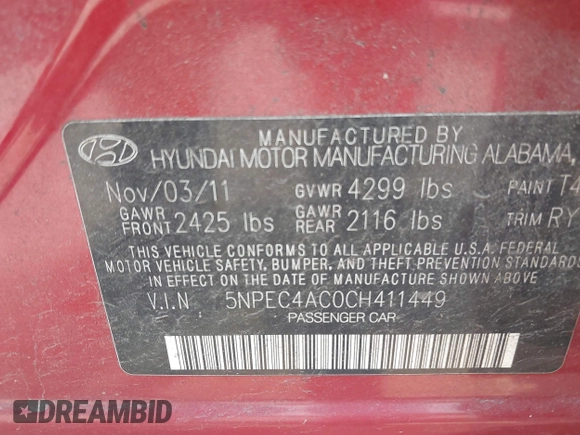 MANUFACTURED BY
HYUNDAI MOTOR MANUFACTURING ALABAMA,
Nov/03/11 GVWR 4299 lbs PAINT T4
GAWR FRONT 2425 lbs GAWR REAR 2116 lbs TRIM RY
THIS VEHICLE CONFORMS TO ALL APPLICABLE U.S.A. FEDERAL
MOTOR VEHICLE SAFETY, BUMPER, AND THEFT PREVENTION STANDARDS
IN EFFECT ON THE DATE OF MANUFACTURE SHOWN ABOVE.
V.I.N 5NPEC4AC0CH411449
PASSENGER CAR
DREAMBID